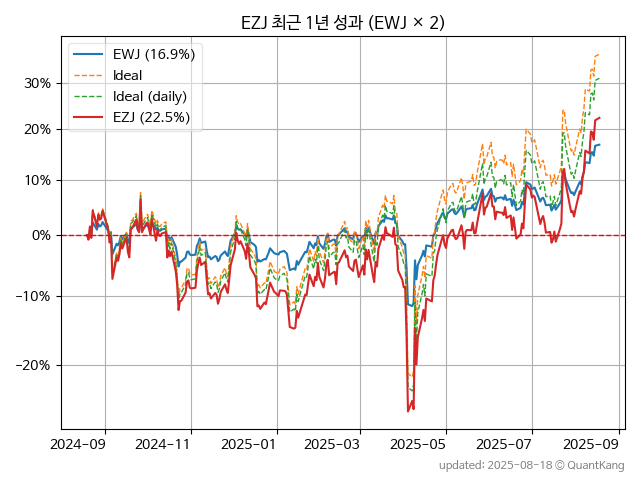 EZJ 최근 1년 성과 (EWJ × 2)
EWJ (16.9%)
Ideal
Ideal (daily)
EZJ (22.5%)
30%
20%
10%
0%
−10%
−20%
2024-09 2024-11 2025-01 2025-03 2025-05 2025-07 2025-09
updated: 2025-08-18 © QuantKang